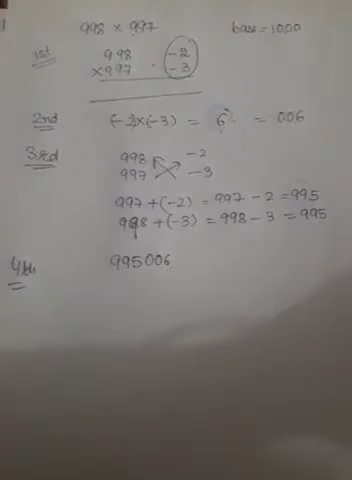 998 × 997 base = 1000
1st 998 -2
×997 -3
2nd (-2)×(-3) = 6 = 006
3rd 998 -2
997 -3
997 + (-2) = 997 - 2 = 995
998 + (-3) = 998 - 3 = 995
4th 995006